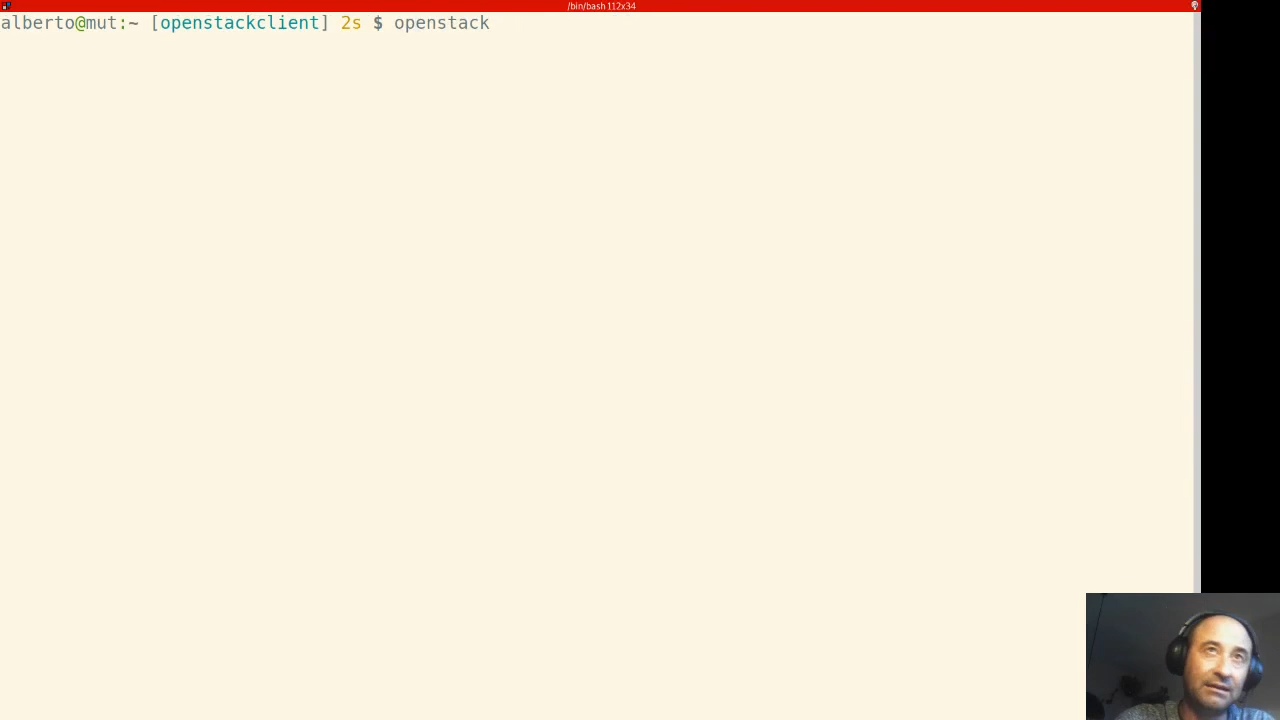 /bin/bash 112x34
alberto@mut:~ [openstackclient] 2s $ openstack